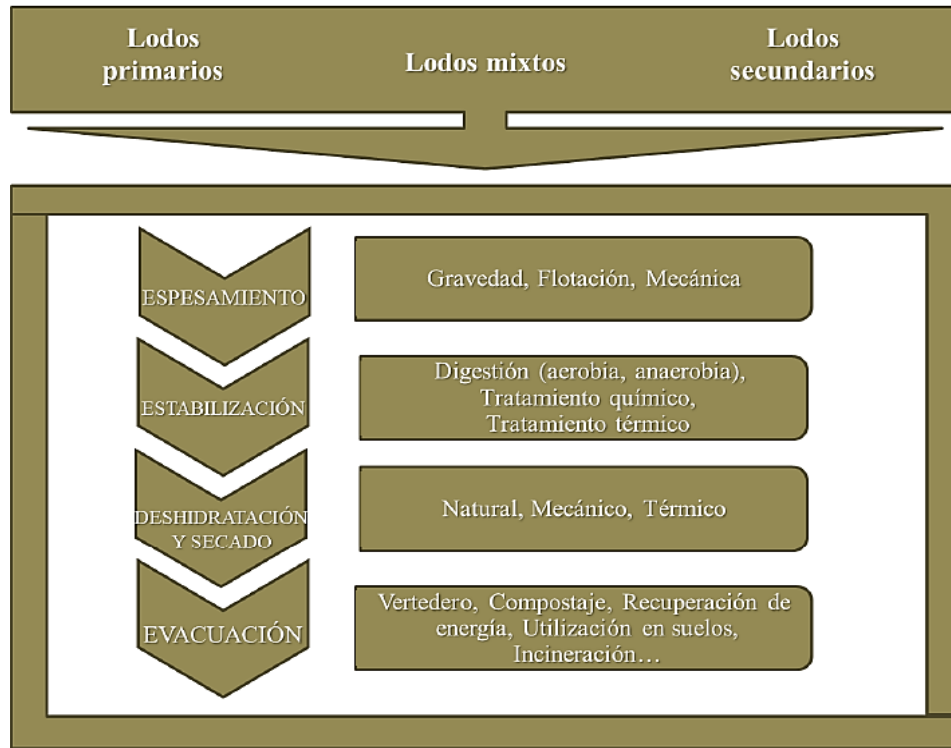 Lodos
primarios
Lodos mixtos
Lodos
secundarios
ESPESAMIENTO
Gravedad, Flotación, Mecánica
ESTABILIZACIÓN
Digestión (aerobia, anaerobia),
Tratamiento químico,
Tratamiento térmico
DESHIDRATACIÓN
Y SECADO
Natural, Mecánico, Térmico
EVACUACIÓN
Vertedero, Compostaje, Recuperación de
energía, Utilización en suelos,
Incineración…